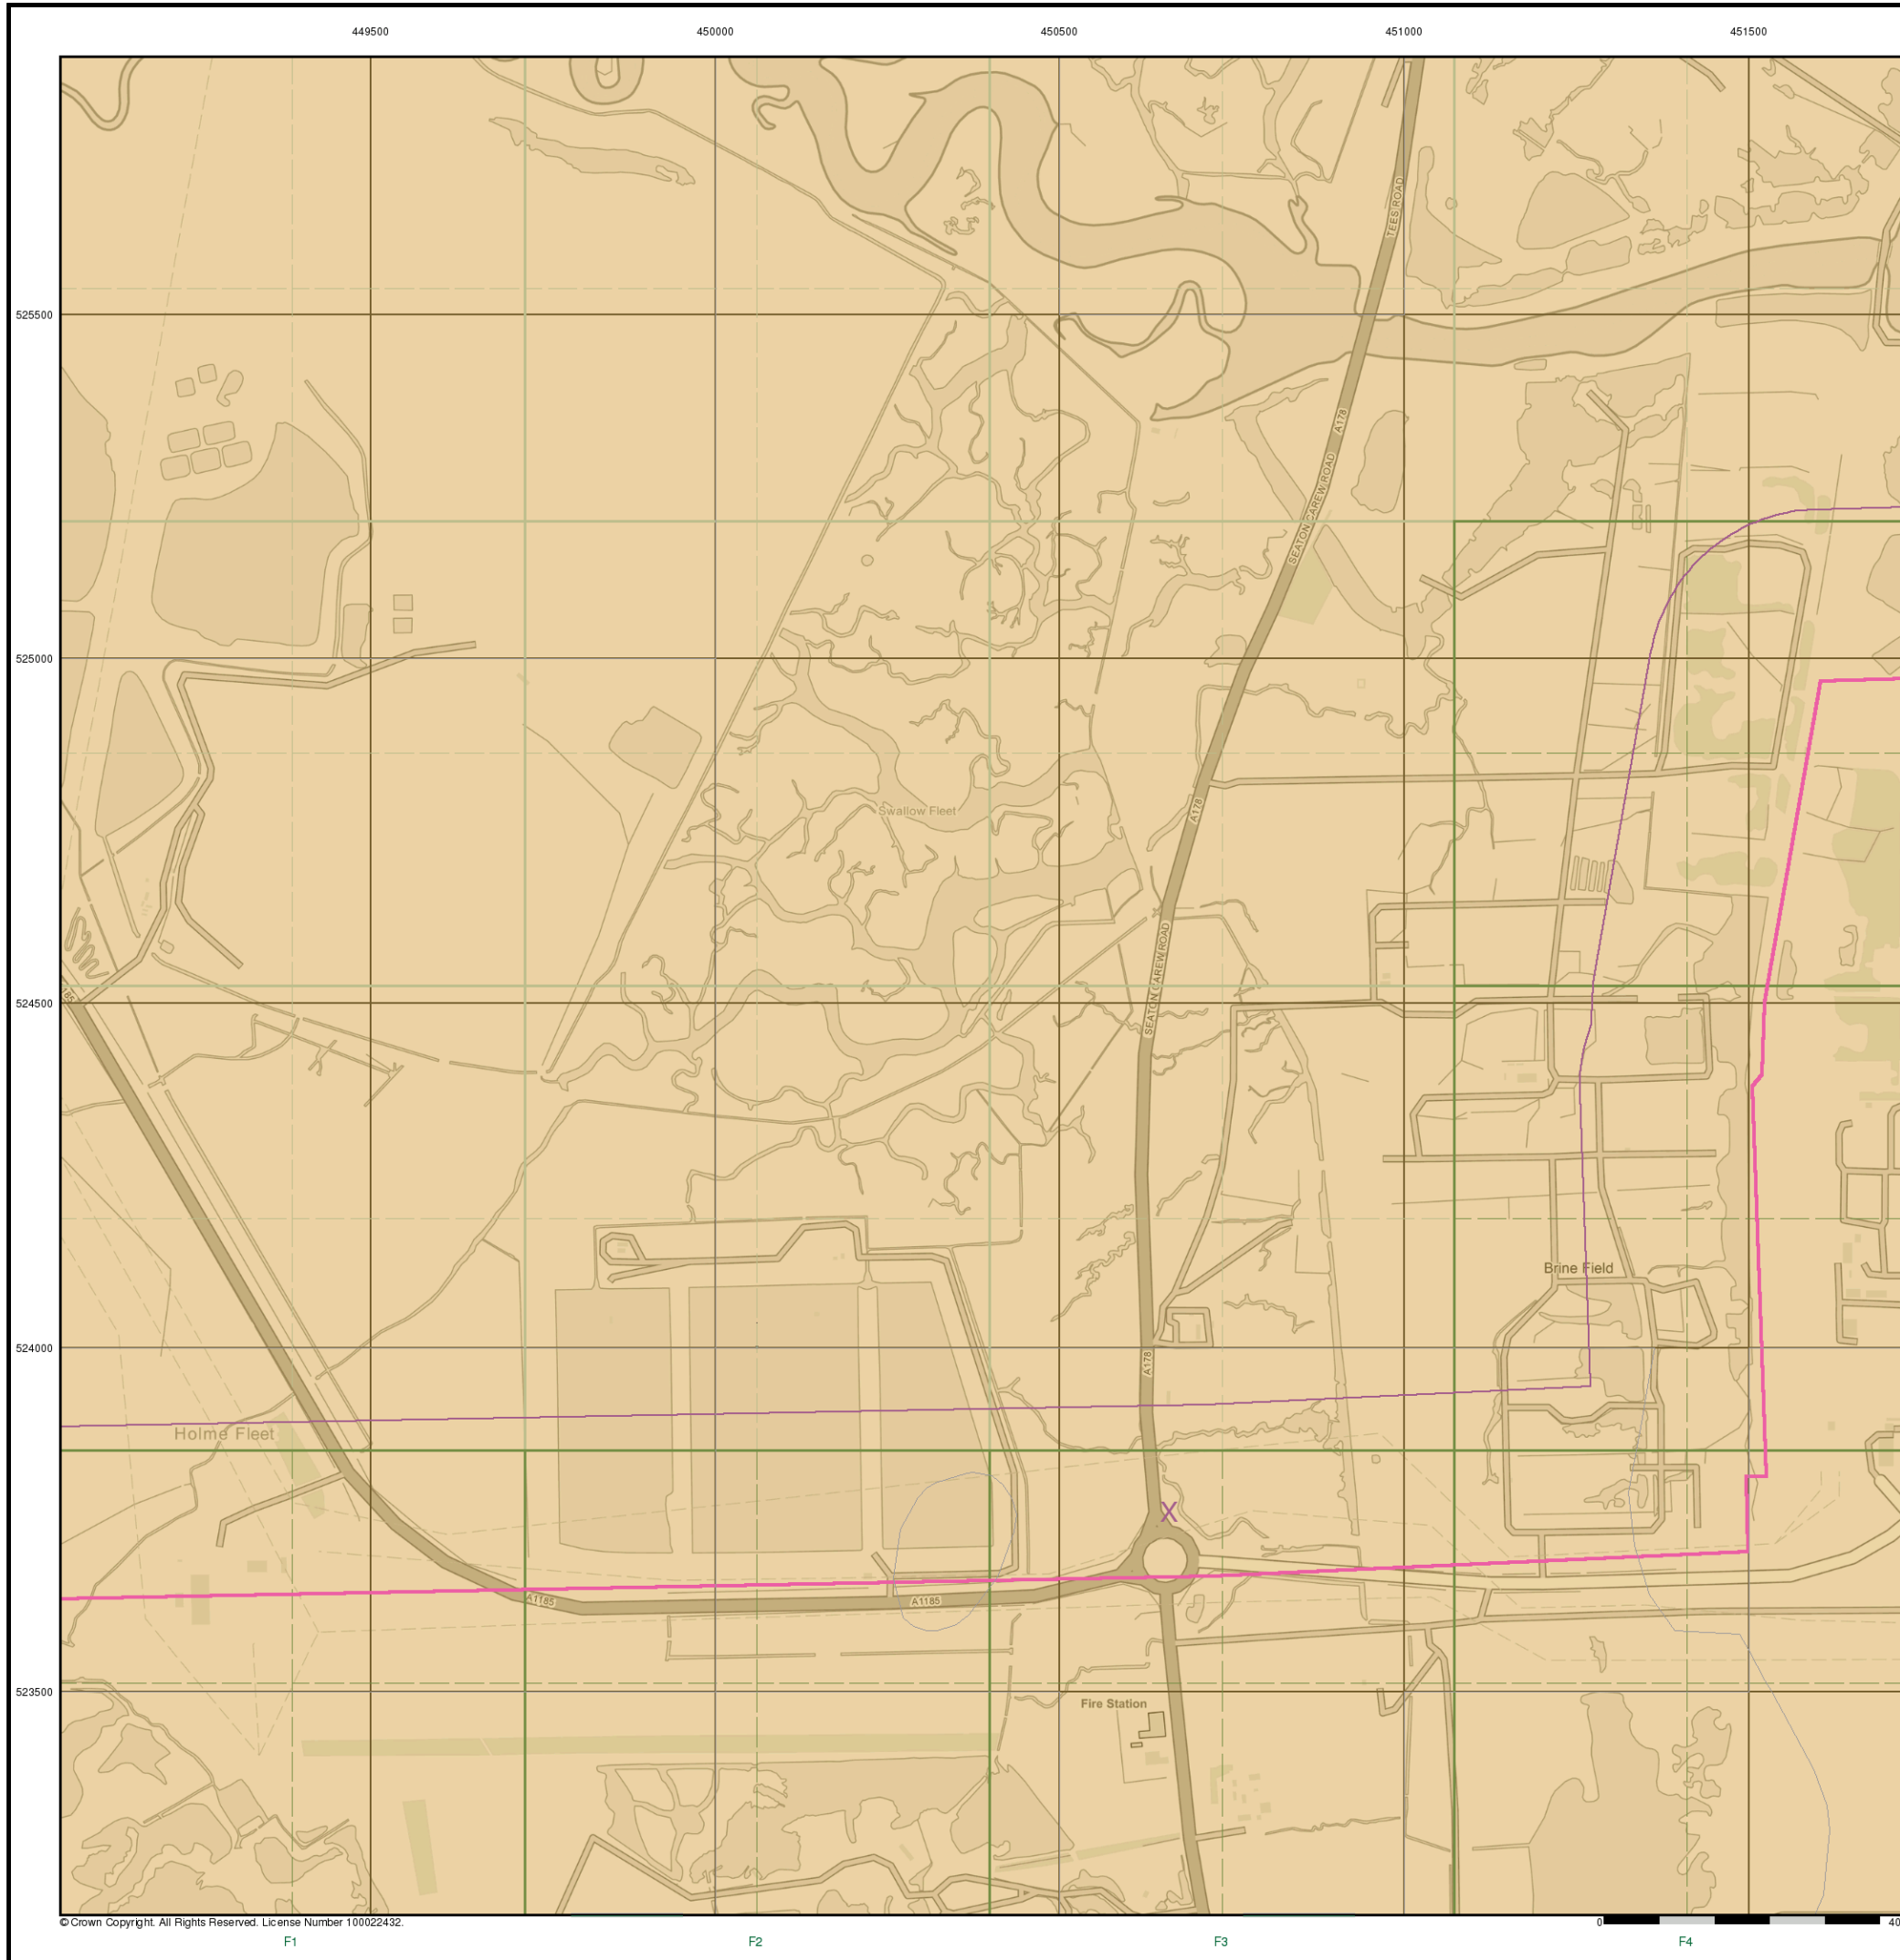 449500 450000 450500 451000 451500
TEES ROAD
525500
A178
SEATON CAREW ROAD
525000
A178
Swallow Fleet
SEATON CAREW ROAD
524500
Brine Field
524000
A178
Holme Fleet
X
A1185
A1185
523500
Fire Station
© Crown Copyright. All Rights Reserved. License Number 100022432.
0
40
F1 F2 F3 F4